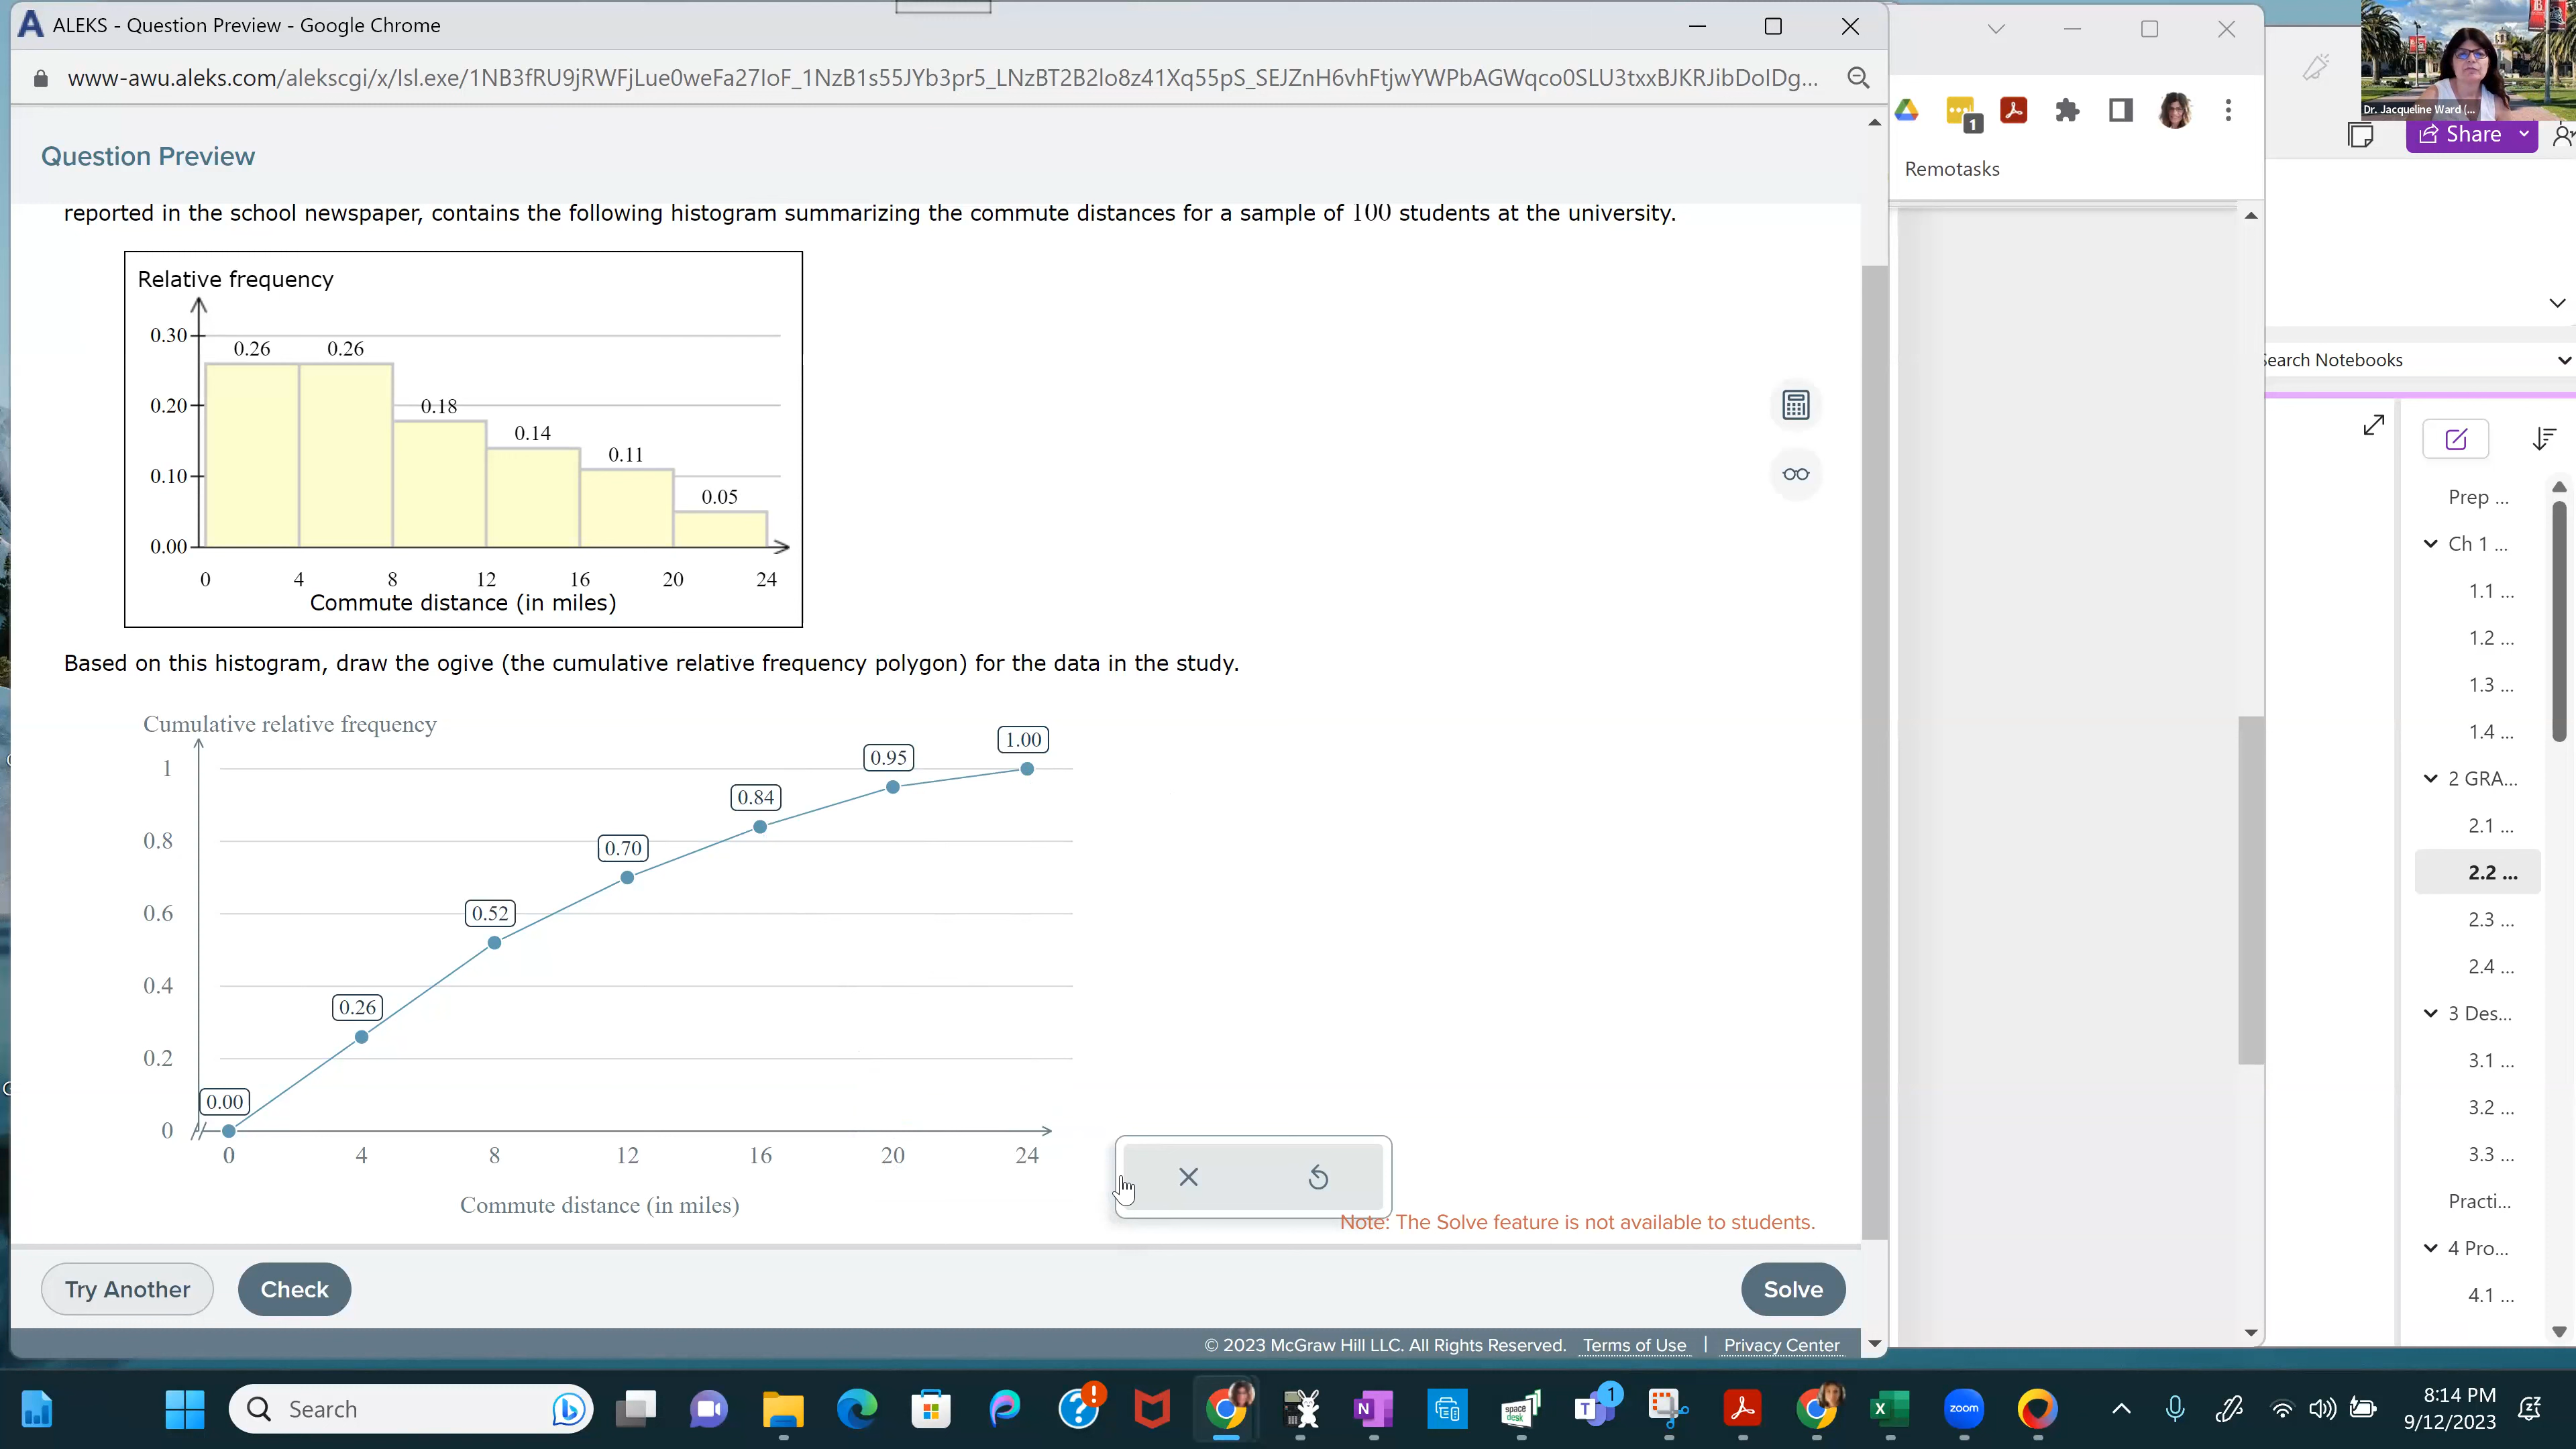 ALEKS - Question Preview - Google Chrome
www-awu.aleks.com/alekscgi/x/Isl.exe/1NB3fRU9jRWFjLue0weFa27IoF_1NzB1s55JYb3pr5_LNzBT2B2lo8z41Xq55pS_SEJZnH6vhFtjwYWPbAGWqco0SLU3txxBJKRJibDoIDg...
1
Dr. Jacqueline Ward (...
Share
Remotasks
Question Preview
reported in the school newspaper, contains the following histogram summarizing the commute distances for a sample of 100 students at the university.
Relative frequency
0.30
0.26 0.26
0.20
0.18
0.14
0.11
0.10
0.05
0.00
0 4 8 12 16 20 24
Commute distance (in miles)
Based on this histogram, draw the ogive (the cumulative relative frequency polygon) for the data in the study.
Cumulative relative frequency
1.00
0.95
1
0.84
0.8
0.70
0.6
0.52
0.4
0.26
0.2
0.00
0
0 4 8 12 16 20 24
Commute distance (in miles)
Note: The Solve feature is not available to students.
Try Another
Check
Solve
© 2023 McGraw Hill LLC. All Rights Reserved. Terms of Use | Privacy Center
Search Notebooks
Prep ...
Ch 1 ...
1.1 ...
1.2 ...
1.3 ...
1.4 ...
2 GRA...
2.1 ...
2.2 ...
2.3 ...
2.4 ...
3 Des...
3.1 ...
3.2 ...
3.3 ...
Practi...
4 Pro...
4.1 ...
Search
space
desk
1
zoom
8:14 PM
9/12/2023